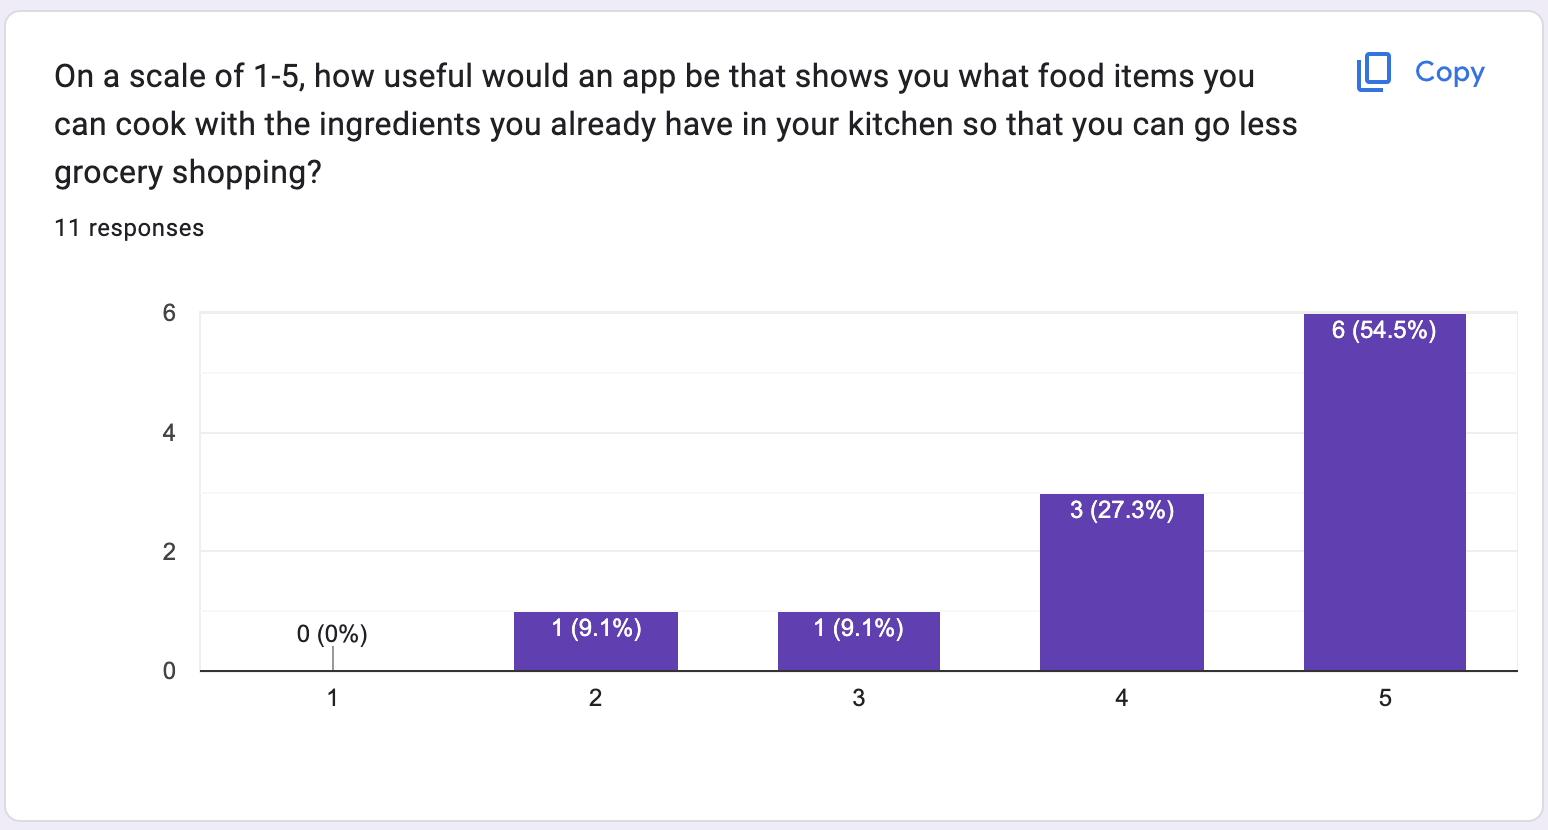 On a scale of 1-5, how useful would an app be that shows you what food items you
can cook with the ingredients you already have in your kitchen so that you can go less
grocery shopping?
Copy
11 responses
6
4
2
0
0 (0%)
1 (9.1%)
1 (9.1%)
3 (27.3%)
6 (54.5%)
1
2
3
4
5